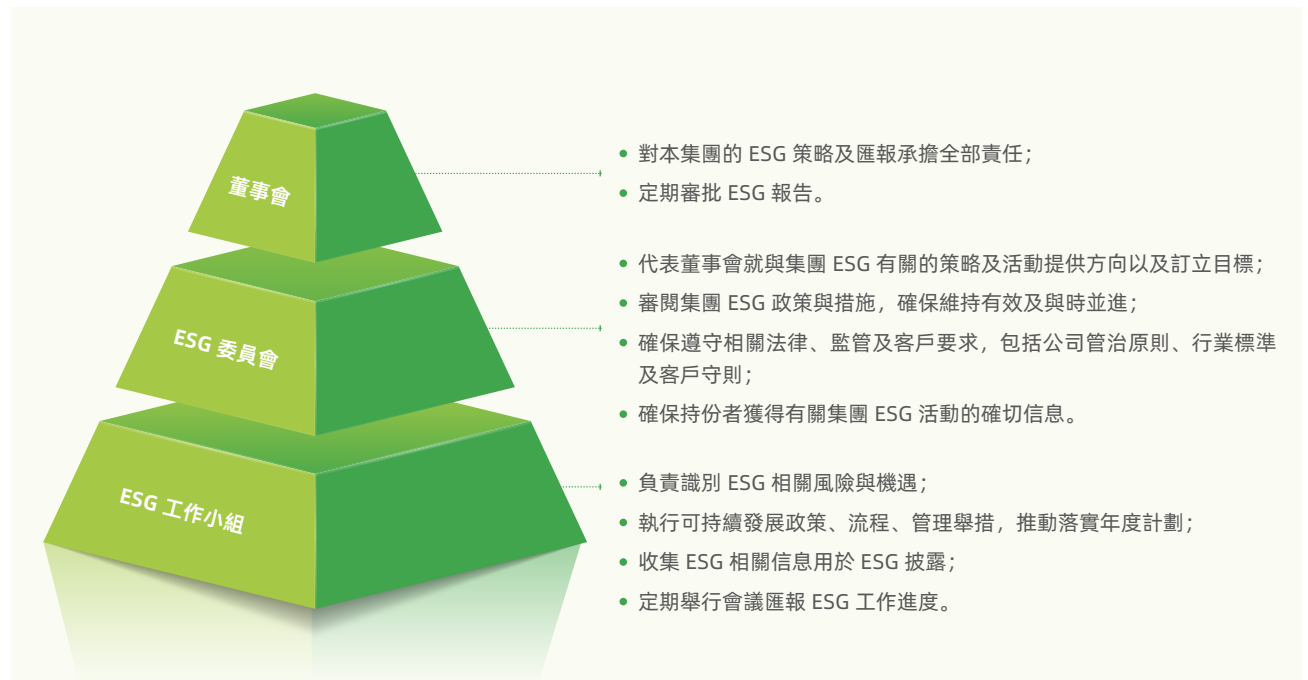 董事會
• 對本集團的 ESG 策略及匯報承擔全部責任；
• 定期審批 ESG 報告。
ESG 委員會
• 代表董事會就與集團 ESG 有關的策略及活動提供方向以及訂立目標；
• 審閱集團 ESG 政策與措施，確保維持有效及與時並進；
• 確保遵守相關法律、監管及客戶要求，包括公司管治原則、行業標準
及客戶守則；
• 確保持份者獲得有關集團 ESG 活動的確切信息。
ESG 工作小組
• 負責識別 ESG 相關風險與機遇；
• 執行可持續發展政策、流程、管理舉措，推動落實年度計劃；
• 收集 ESG 相關信息用於 ESG 披露；
• 定期舉行會議匯報 ESG 工作進度。